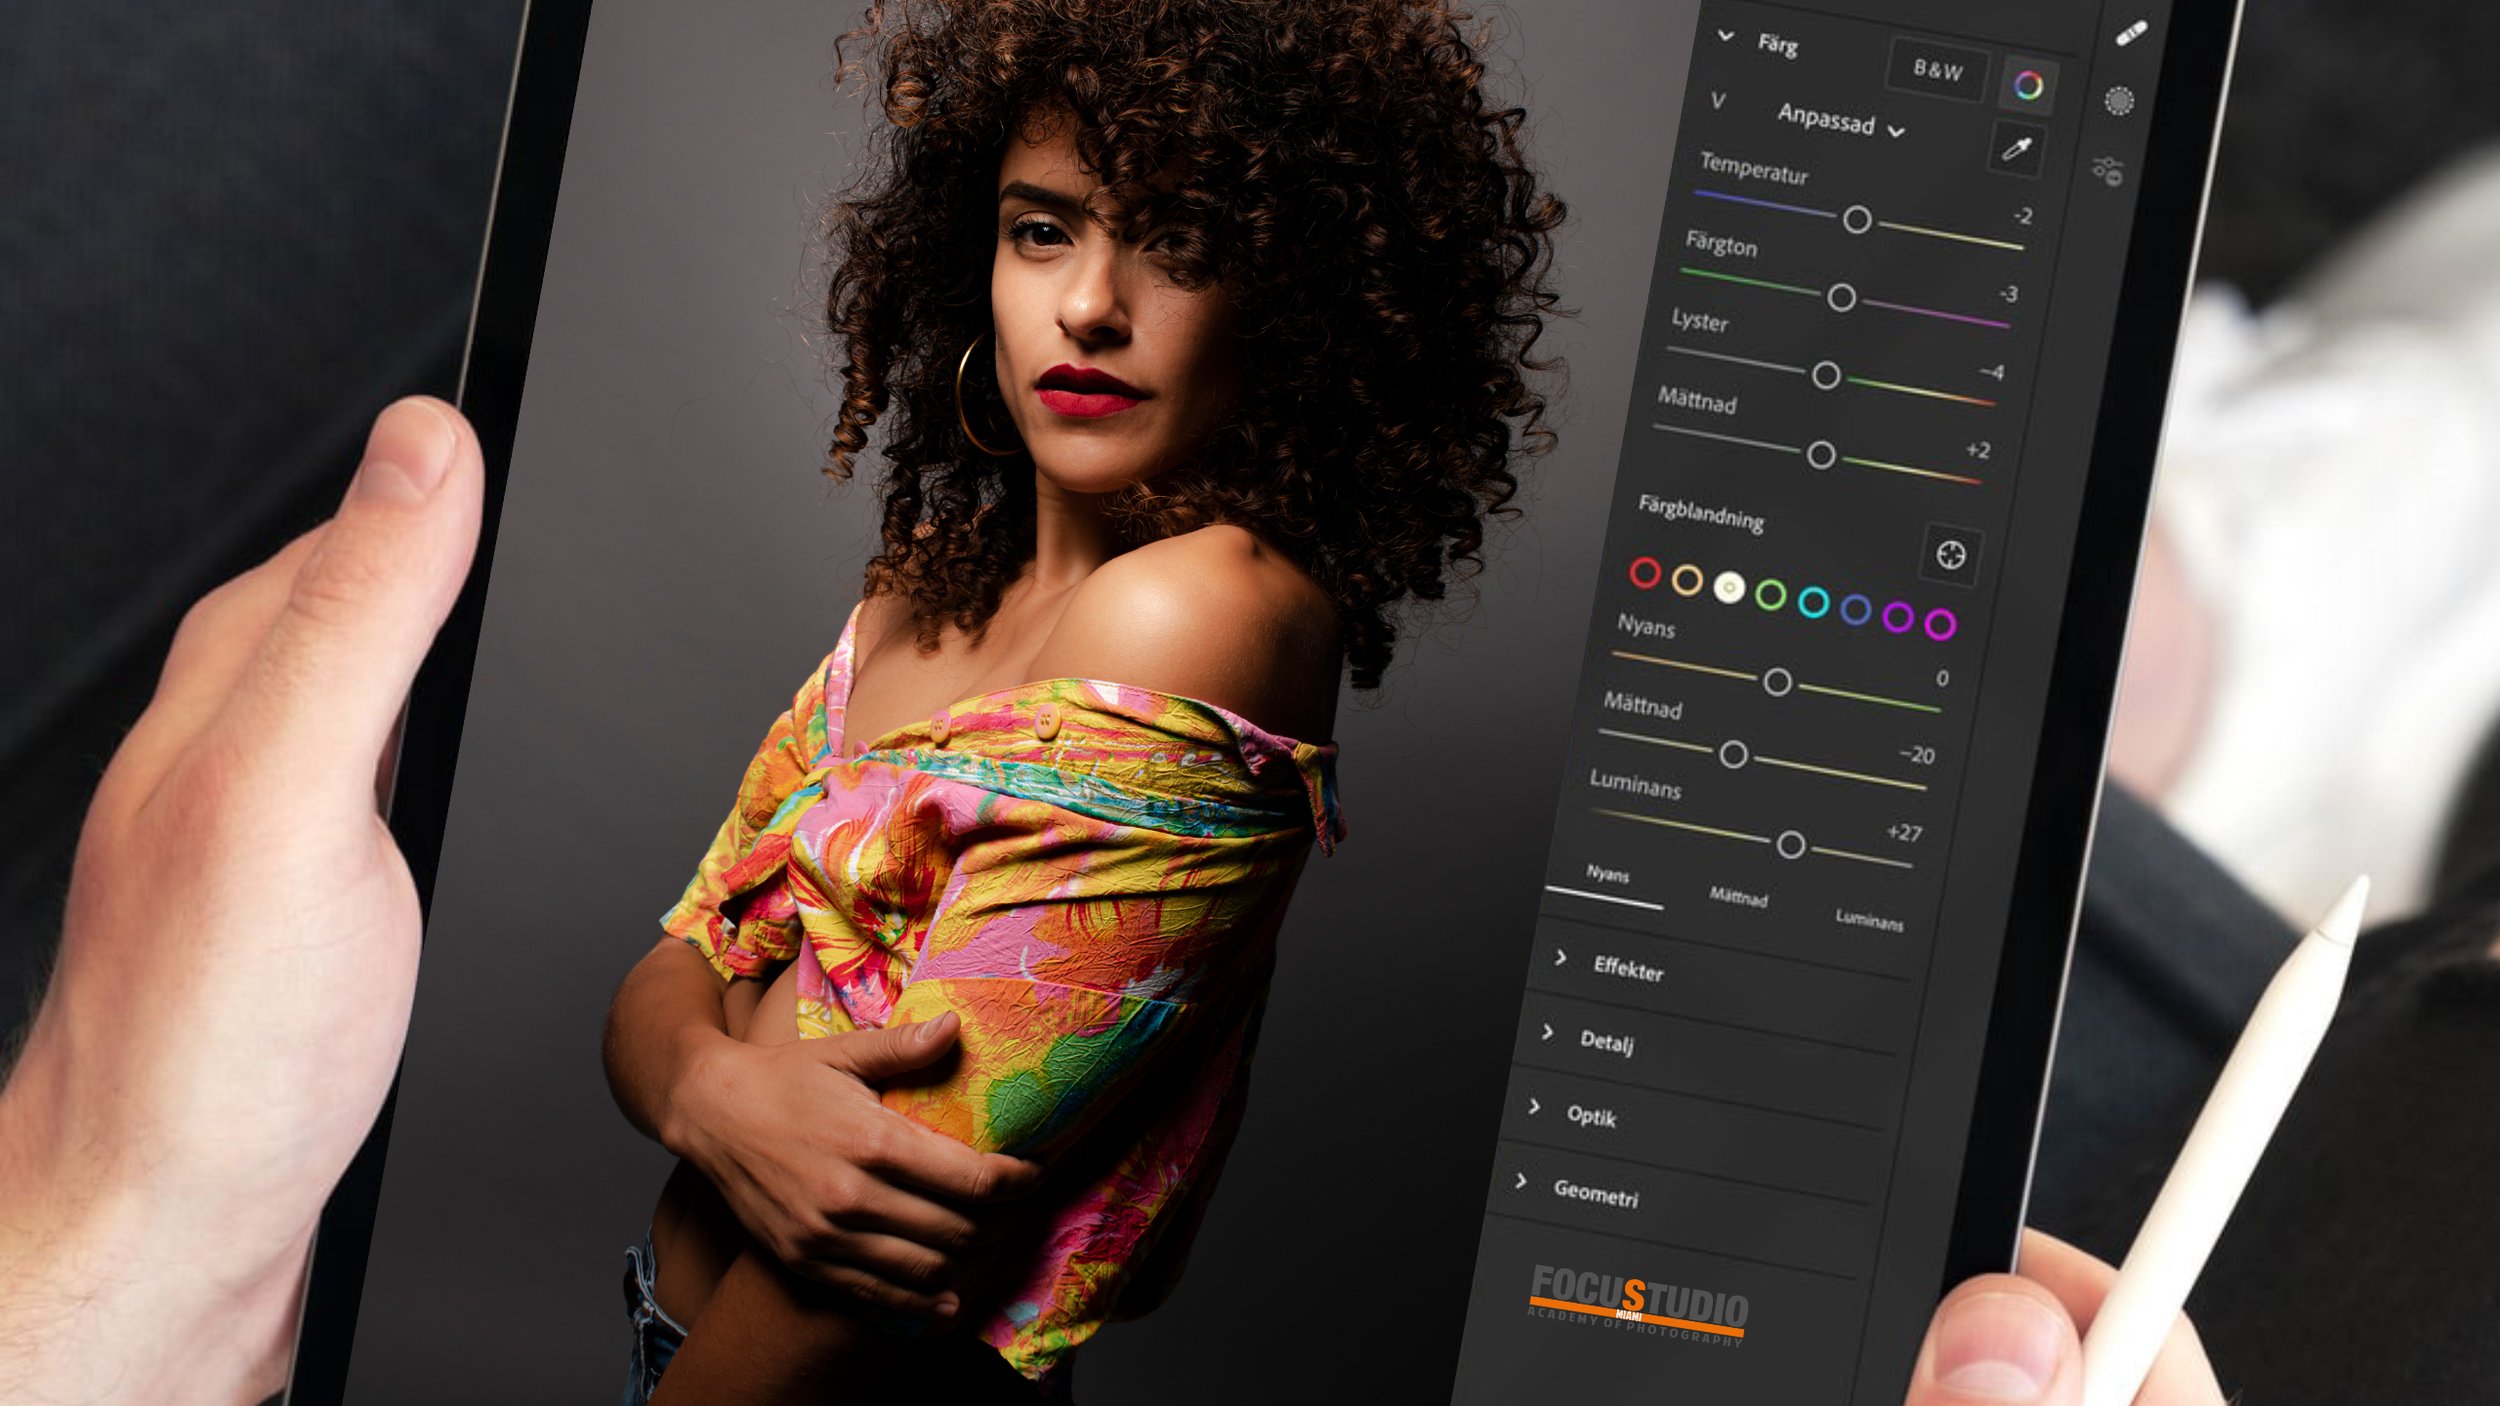 Färg
B&W
V
Anpassad
Temperatur
-2
Färgton
-3
Lyster
–4
Mättnad
+2
Färgblandning
Nyans
0
Mättnad
–20
Luminans
+27
Nyans
Mättnad
Luminans
Effekter
Detalj
Optik
Geometri
FOCUSTUDIO
MIAMI
ACADEMY OF PHOTOGRAPHY